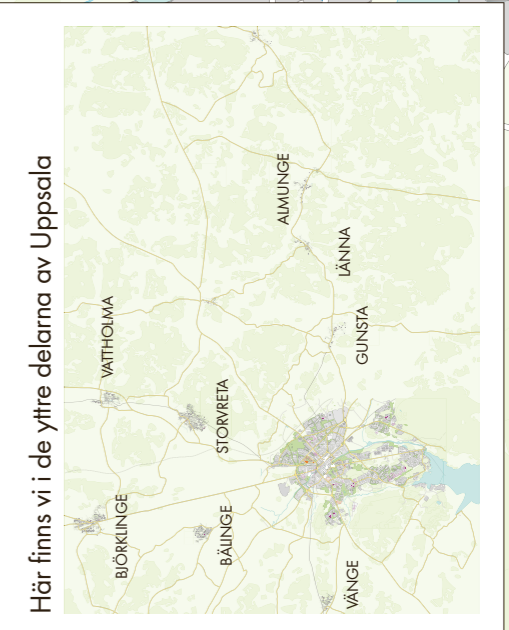 Här finns vi i de yttre delarna av Uppsala
BJÖRKLINGE
VATTHOLMA
STORVRETA
BÄLINGE
ALMUNGE
LÄNNA
GUNSTA
VÄNGE